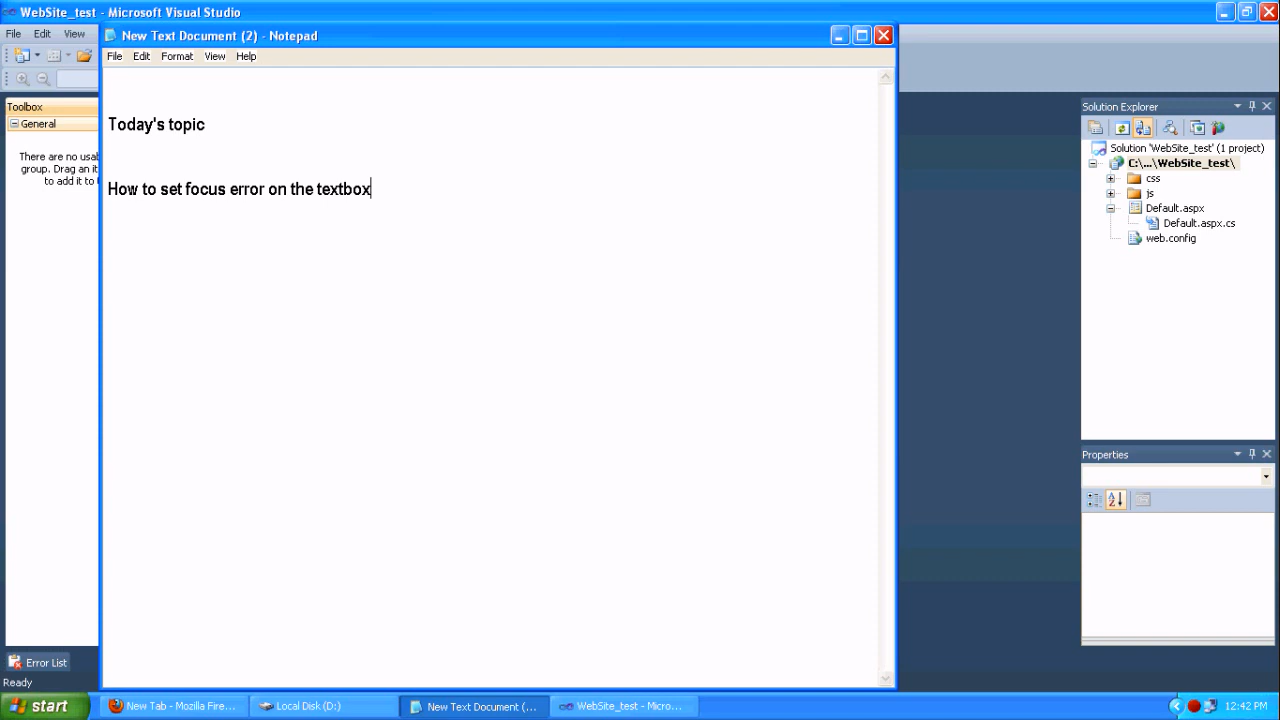 WebSite_test - Microsoft Visual Studio
File Edit View
New Text Document (2) - Notepad
File Edit Format View Help
Today's topic
How to set focus error on the textbox
Toolbox
General
There are no usab
group. Drag an it
to add it to t
Solution Explorer
Solution 'WebSite_test' (1 project)
C:\...\WebSite_test\
css
js
Default.aspx
Default.aspx.cs
web.config
Properties
Error List
Ready
start
New Tab - Mozilla Fire...
Local Disk (D:)
New Text Document (...
WebSite_test - Micro...
12:42 PM